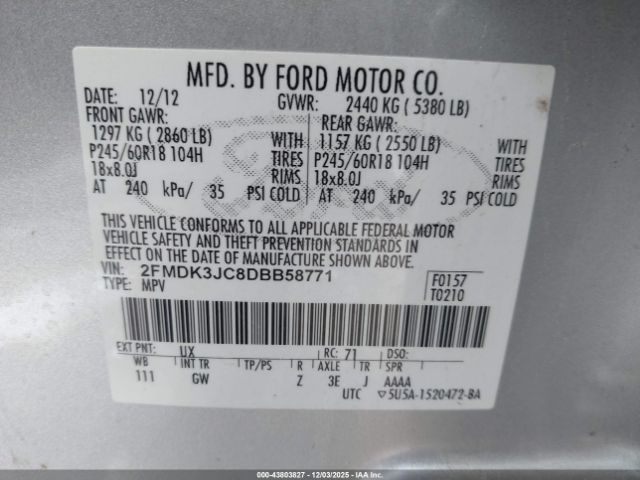 MFD. BY FORD MOTOR CO.
DATE: 12/12 GVWR: 2440 KG ( 5380 LB)
FRONT GAWR: REAR GAWR:
1297 KG ( 2860 LB) WITH 1157 KG ( 2550 LB) WITH
P245/60R18 104H TIRES P245/60R18 104H TIRES
18x8.0J RIMS 18x8.0J RIMS
AT 240 kPa/ 35 PSI COLD AT 240 kPa/ 35 PSI COLD
THIS VEHICLE CONFORMS TO ALL APPLICABLE FEDERAL MOTOR
VEHICLE SAFETY AND THEFT PREVENTION STANDARDS IN
EFFECT ON THE DATE OF MANUFACTURE SHOWN ABOVE.
VIN: 2FMDK3JC8DBB58771 F0157
TYPE: MPV T0210
EXT PNT: UX RC: 71 DSO:
WB INT TR TP/PS R AXLE TR SPR
111 GW Z 3E J AAAA
UTC ▽5U5A-1520472-BA
00-43803827 - 12/03/2025 - IAAI.com